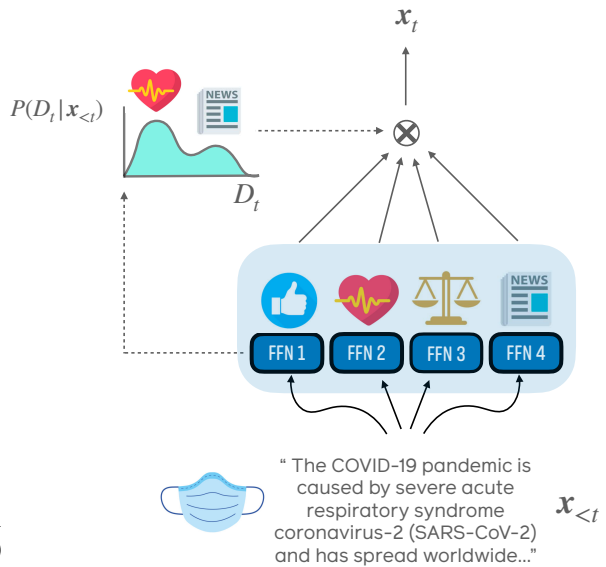 x_t
NEWS
P(D_t | x_{<t})
D_t
NEWS
FFN 1 FFN 2 FFN 3 FFN 4
“ The COVID-19 pandemic is
caused by severe acute
respiratory syndrome
coronavirus-2 (SARS-CoV-2)
and has spread worldwide...”
x_{<t}